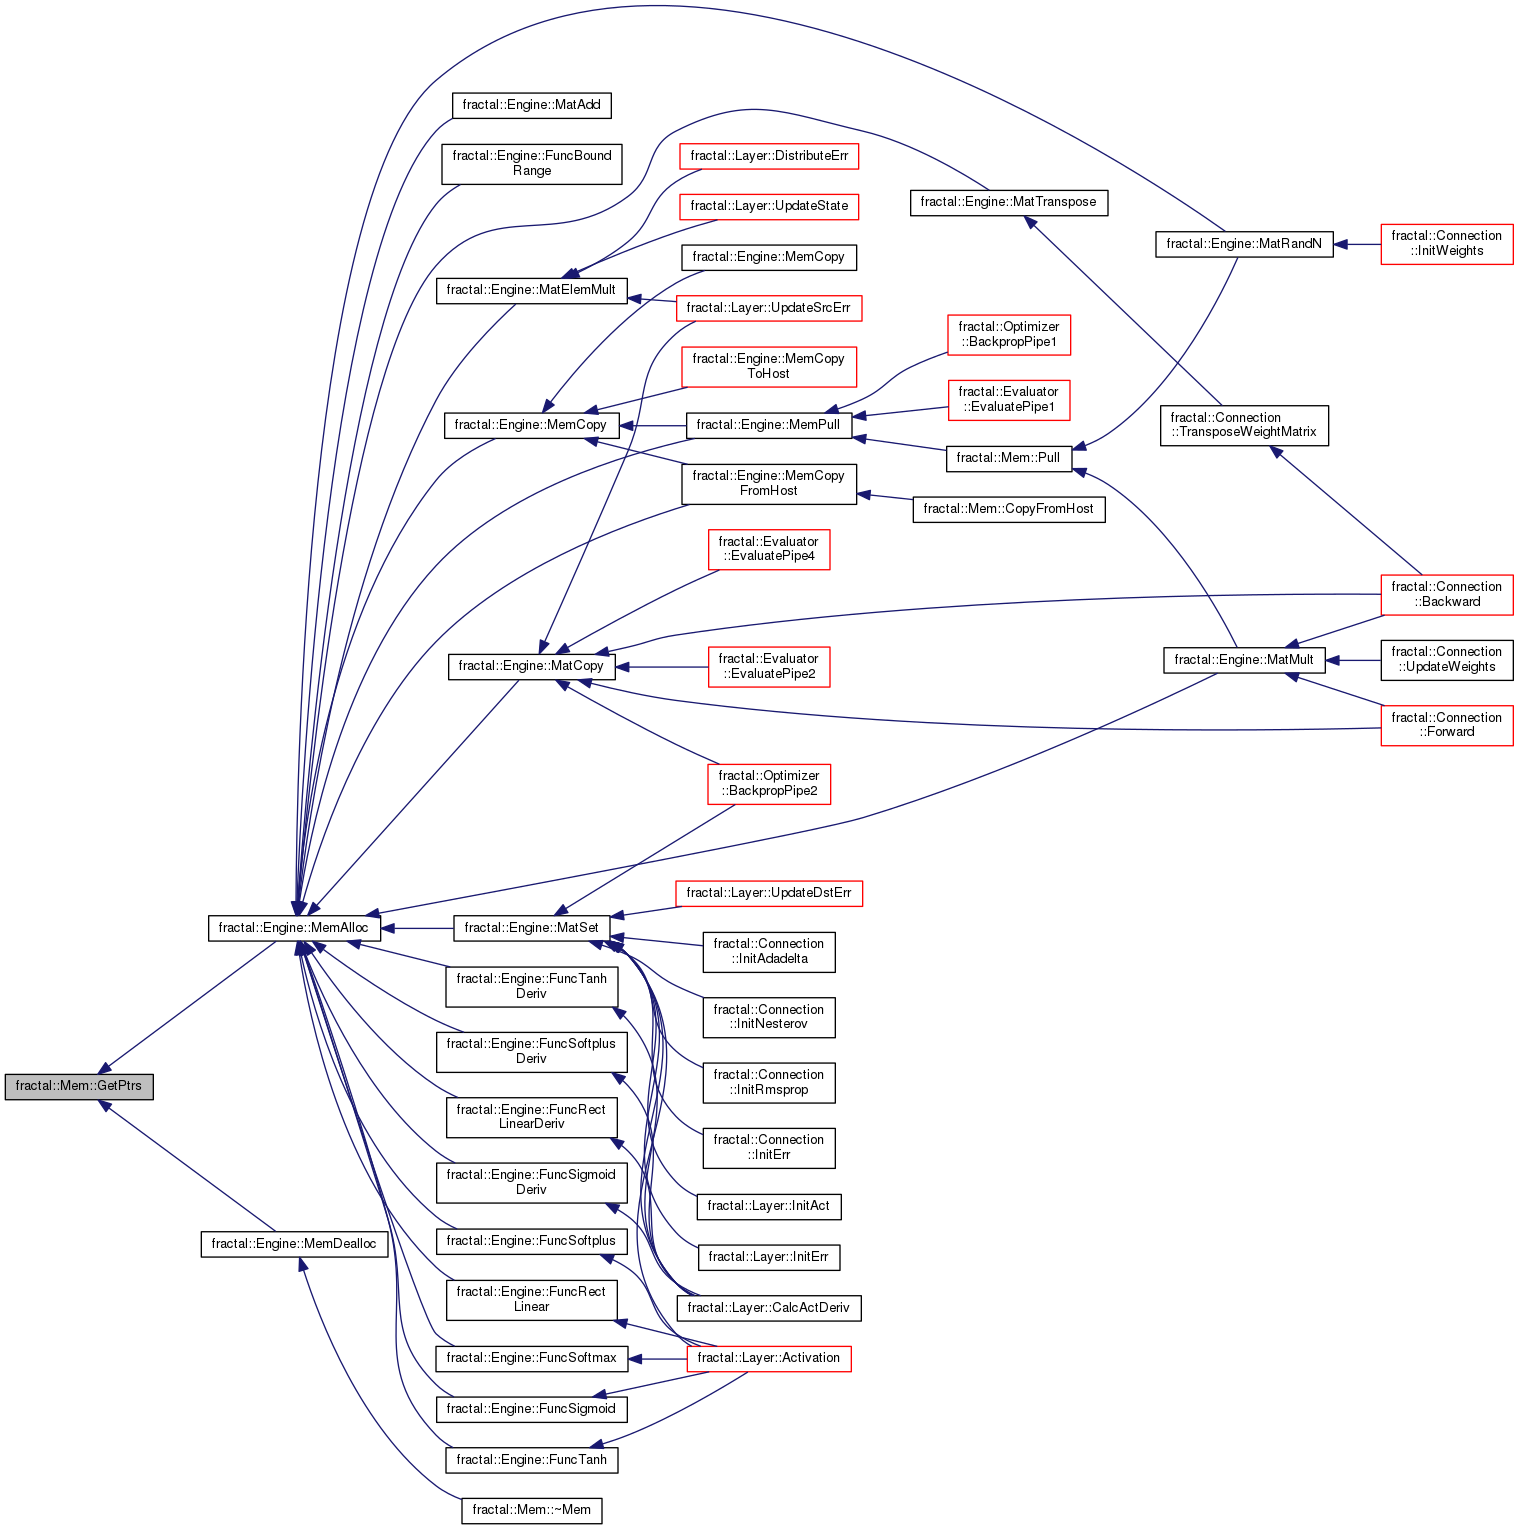 fractal::Engine::MatAdd
fractal::Engine::FuncBound
Range
fractal::Layer::DistributeErr
fractal::Engine::MatTranspose
fractal::Layer::UpdateState
fractal::Engine::MatRandN
fractal::Connection
::InitWeights
fractal::Engine::MemCopy
fractal::Engine::MatElemMult
fractal::Layer::UpdateSrcErr
fractal::Optimizer
::BackpropPipe1
fractal::Engine::MemCopy
ToHost
fractal::Evaluator
::EvaluatePipe1
fractal::Engine::MemCopy
fractal::Engine::MemPull
fractal::Connection
::TransposeWeightMatrix
fractal::Mem::Pull
fractal::Engine::MemCopy
FromHost
fractal::Mem::CopyFromHost
fractal::Evaluator
::EvaluatePipe4
fractal::Connection
::Backward
fractal::Engine::MatCopy
fractal::Evaluator
::EvaluatePipe2
fractal::Engine::MatMult
fractal::Connection
::UpdateWeights
fractal::Connection
::Forward
fractal::Optimizer
::BackpropPipe2
fractal::Layer::UpdateDstErr
fractal::Engine::MemAlloc
fractal::Engine::MatSet
fractal::Connection
::InitAdadelta
fractal::Engine::FuncTanh
Deriv
fractal::Connection
::InitNesterov
fractal::Engine::FuncSoftplus
Deriv
fractal::Connection
::InitRmsprop
fractal::Mem::GetPtrs
fractal::Engine::FuncRect
LinearDeriv
fractal::Connection
::InitErr
fractal::Engine::FuncSigmoid
Deriv
fractal::Layer::InitAct
fractal::Engine::MemDealloc
fractal::Engine::FuncSoftplus
fractal::Layer::InitErr
fractal::Engine::FuncRect
Linear
fractal::Layer::CalcActDeriv
fractal::Engine::FuncSoftmax
fractal::Layer::Activation
fractal::Engine::FuncSigmoid
fractal::Engine::FuncTanh
fractal::Mem::~Mem